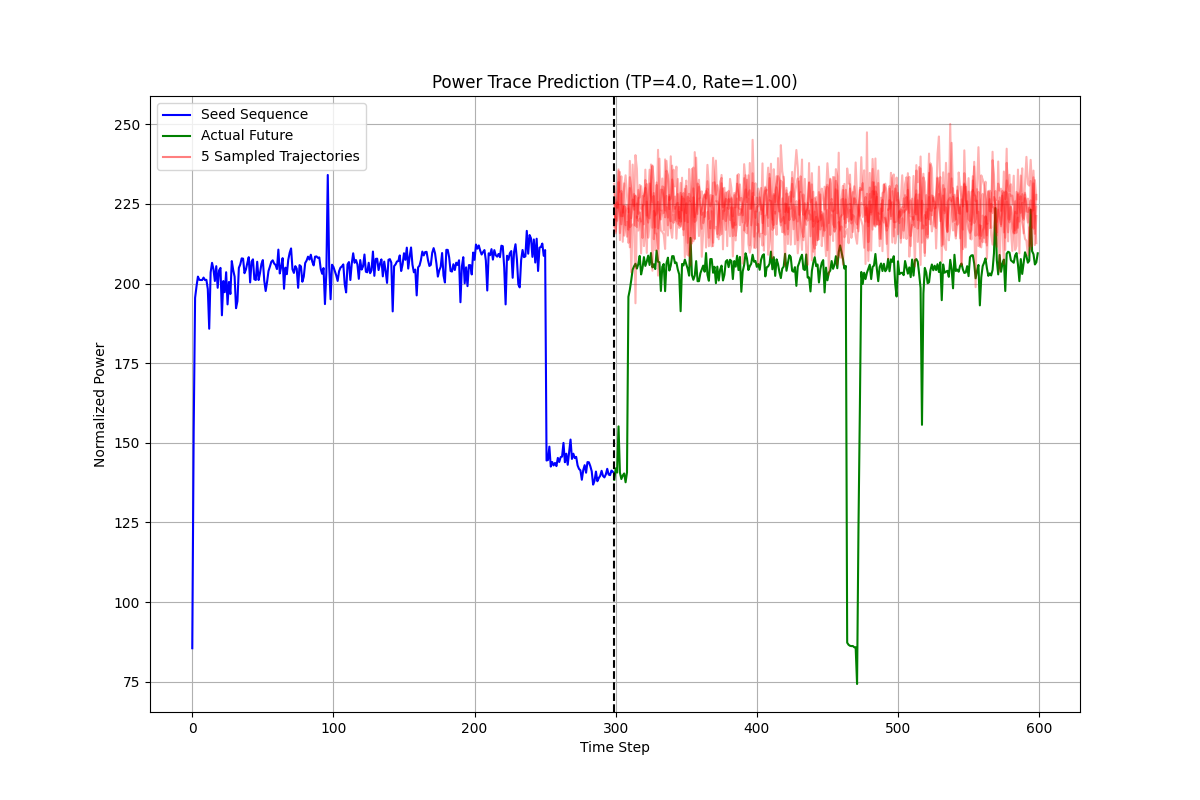 Power Trace Prediction (TP=4.0, Rate=1.00)
Seed Sequence
Actual Future
5 Sampled Trajectories
250
225
200
175
150
125
100
75
Normalized Power
0 100 200 300 400 500 600
Time Step